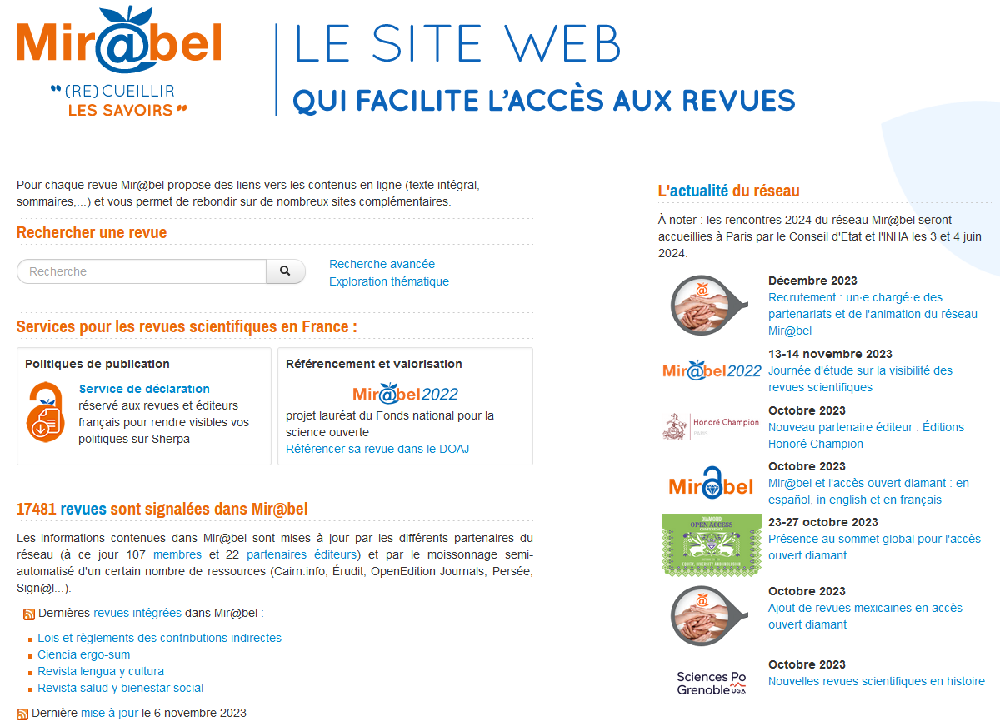 Mir@bel
“(RE)CUEILLIR
LES SAVOIRS”
LE SITE WEB
QUI FACILITE L'ACCÈS AUX REVUES
Pour chaque revue Mir@bel propose des liens vers les contenus en ligne (texte intégral,
sommaires,...) et vous permet de rebondir sur de nombreux sites complémentaires.
Rechercher une revue
Recherche
Recherche avancée
Exploration thématique
Services pour les revues scientifiques en France :
Politiques de publication
Service de déclaration
réservé aux revues et éditeurs
français pour rendre visibles vos
politiques sur Sherpa
Référencement et valorisation
Mir@bel2022
projet lauréat du Fonds national pour la
science ouverte
Référencer sa revue dans le DOAJ
17481 revues sont signalées dans Mir@bel
Les informations contenues dans Mir@bel sont mises à jour par les différents partenaires du
réseau (à ce jour 107 membres et 22 partenaires éditeurs) et par le moissonnage semi-
automatisé d'un certain nombre de ressources (Cairn.info, Érudit, OpenEdition Journals, Persée,
Sign@l...).
Dernières revues intégrées dans Mir@bel :
Lois et règlements des contributions indirectes
Ciencia ergo-sum
Revista lengua y cultura
Revista salud y bienestar social
Dernière mise à jour le 6 novembre 2023
L'actualité du réseau
À noter : les rencontres 2024 du réseau Mir@bel seront
accueillies à Paris par le Conseil d'Etat et l'INHA les 3 et 4 juin
2024.
Décembre 2023
Recrutement : un·e chargé·e des
partenariats et de l'animation du réseau
Mir@bel
Mir@bel2022
13-14 novembre 2023
Journée d'étude sur la visibilité des
revues scientifiques
Honoré Champion
PARIS
Octobre 2023
Nouveau partenaire éditeur : Éditions
Honoré Champion
Mir@bel
Octobre 2023
Mir@bel et l'accès ouvert diamant : en
español, in english et en français
DIAMOND
OPEN ACCESS
EQUITY, DIVERSITY AND INCLUSION
23-27 octobre 2023
Présence au sommet global pour l'accès
ouvert diamant
Octobre 2023
Ajout de revues mexicaines en accès
ouvert diamant
Sciences Po
Grenoble UGA
Octobre 2023
Nouvelles revues scientifiques en histoire